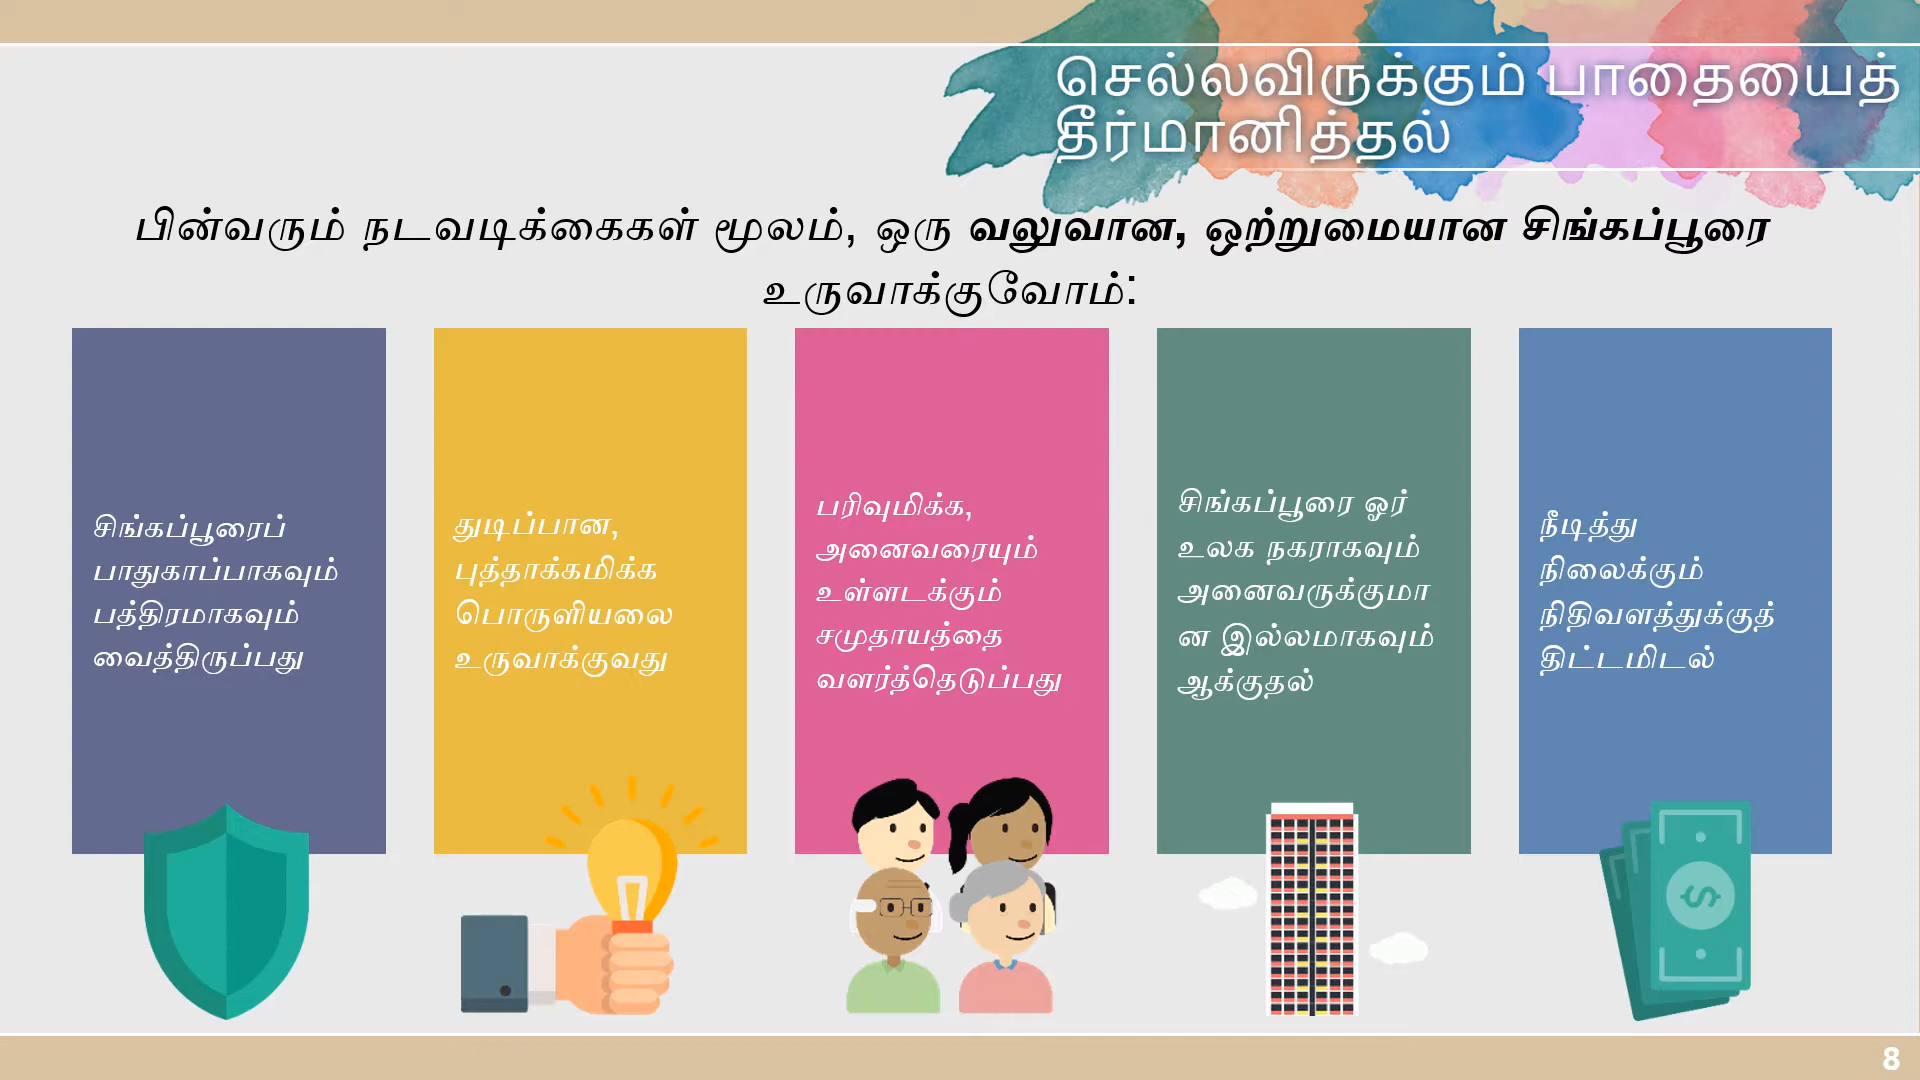 செல்லவிருக்கும் பாதையைத்
தீர்மானித்தல்
பின்வரும் நடவடிக்கைகள் மூலம், ஒரு வலுவான, ஒற்றுமையான சிங்கப்பூரை
உருவாக்குவோம்:
சிங்கப்பூரைப்
பாதுகாப்பாகவும்
பத்திரமாகவும்
வைத்திருப்பது
துடிப்பான,
புத்தாக்கமிக்க
பொருளியலை
உருவாக்குவது
பரிவுமிக்க,
அனைவரையும்
உள்ளடக்கும்
சமுதாயத்தை
வளர்த்தெடுப்பது
சிங்கப்பூரை ஓர்
உலக நகராகவும்
அனைவருக்குமா
ன இல்லமாகவும்
ஆக்குதல்
நீடித்து
நிலைக்கும்
நிதிவளத்துக்குத்
திட்டமிடல்
8